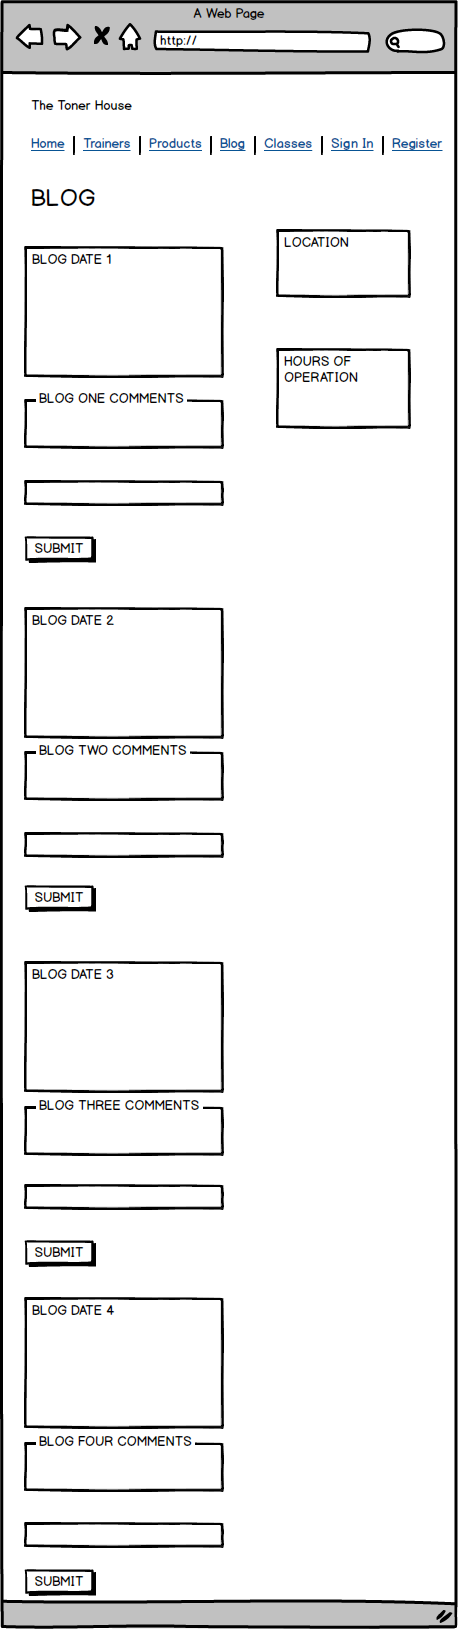 A Web Page
http://
The Toner House
Home | Trainers | Products | Blog | Classes | Sign In | Register
BLOG
LOCATION
BLOG DATE 1
HOURS OF
OPERATION
BLOG ONE COMMENTS
SUBMIT
BLOG DATE 2
BLOG TWO COMMENTS
SUBMIT
BLOG DATE 3
BLOG THREE COMMENTS
SUBMIT
BLOG DATE 4
BLOG FOUR COMMENTS
SUBMIT